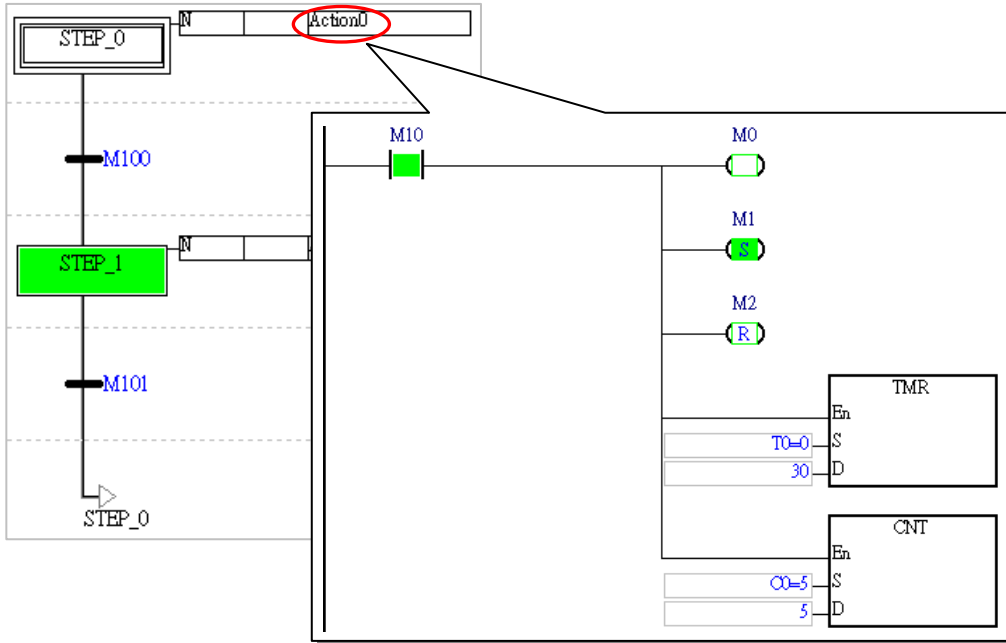 N Action0
STEP_0
M100
N
STEP_1
M101
STEP_0
M10 M0
M1
S
M2
R
TMR
En
T0=0 S
30 D
CNT
En
C0=5 S
5 D